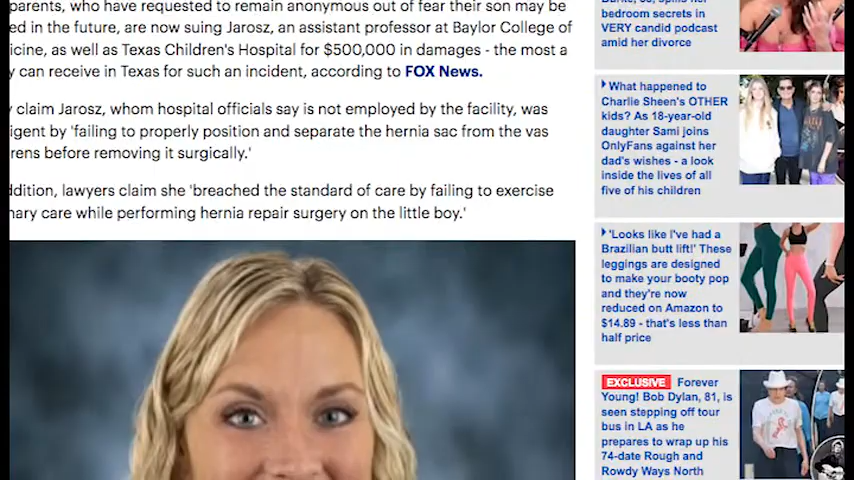 parents, who have requested to remain anonymous out of fear their son may be
ed in the future, are now suing Jarosz, an assistant professor at Baylor College of
icine, as well as Texas Children's Hospital for $500,000 in damages - the most a
y can receive in Texas for such an incident, according to FOX News.
claim Jarosz, whom hospital officials say is not employed by the facility, was
igent by 'failing to properly position and separate the hernia sac from the vas
rens before removing it surgically.'
ddition, lawyers claim she 'breached the standard of care by failing to exercise
nary care while performing hernia repair surgery on the little boy.'
bedroom secrets in
VERY candid podcast
amid her divorce
What happened to
Charlie Sheen's OTHER
kids? As 18-year-old
daughter Sami joins
OnlyFans against her
dad's wishes - a look
inside the lives of all
five of his children
'Looks like I've had a
Brazilian butt lift!' These
leggings are designed
to make your booty pop
and they're now
reduced on Amazon to
$14.89 - that's less than
half price
EXCLUSIVE Forever
Young! Bob Dylan, 81, is
seen stepping off tour
bus in LA as he
prepares to wrap up his
74-date Rough and
Rowdy Ways North